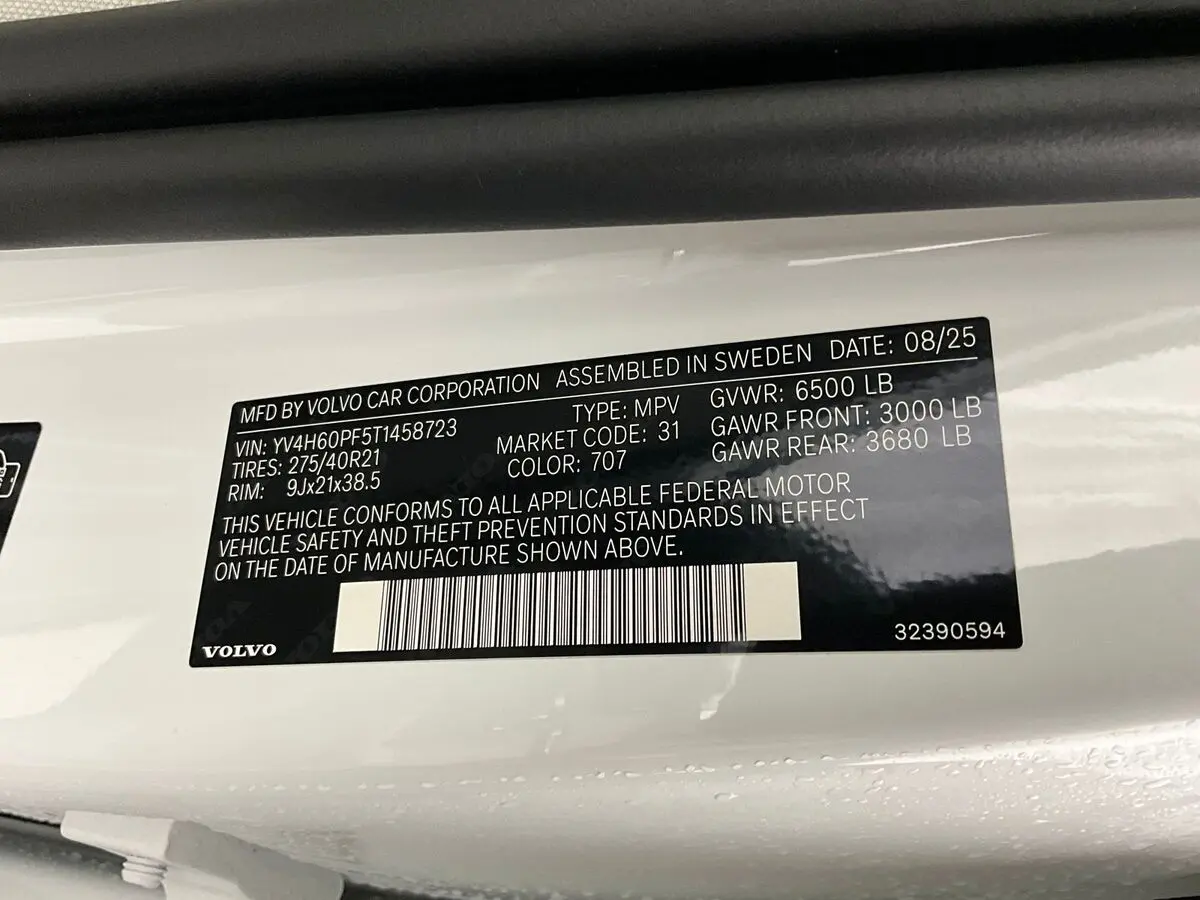 MFD BY VOLVO CAR CORPORATION ASSEMBLED IN SWEDEN DATE: 08/25
VIN: YV4H60PF5T1458723 TYPE: MPV GVWR: 6500 LB
TIRES: 275/40R21 MARKET CODE: 31 GAWR FRONT: 3000 LB
RIM: 9Jx21x38.5 COLOR: 707 GAWR REAR: 3680 LB
THIS VEHICLE CONFORMS TO ALL APPLICABLE FEDERAL MOTOR
VEHICLE SAFETY AND THEFT PREVENTION STANDARDS IN EFFECT
ON THE DATE OF MANUFACTURE SHOWN ABOVE.
VOLVO 32390594